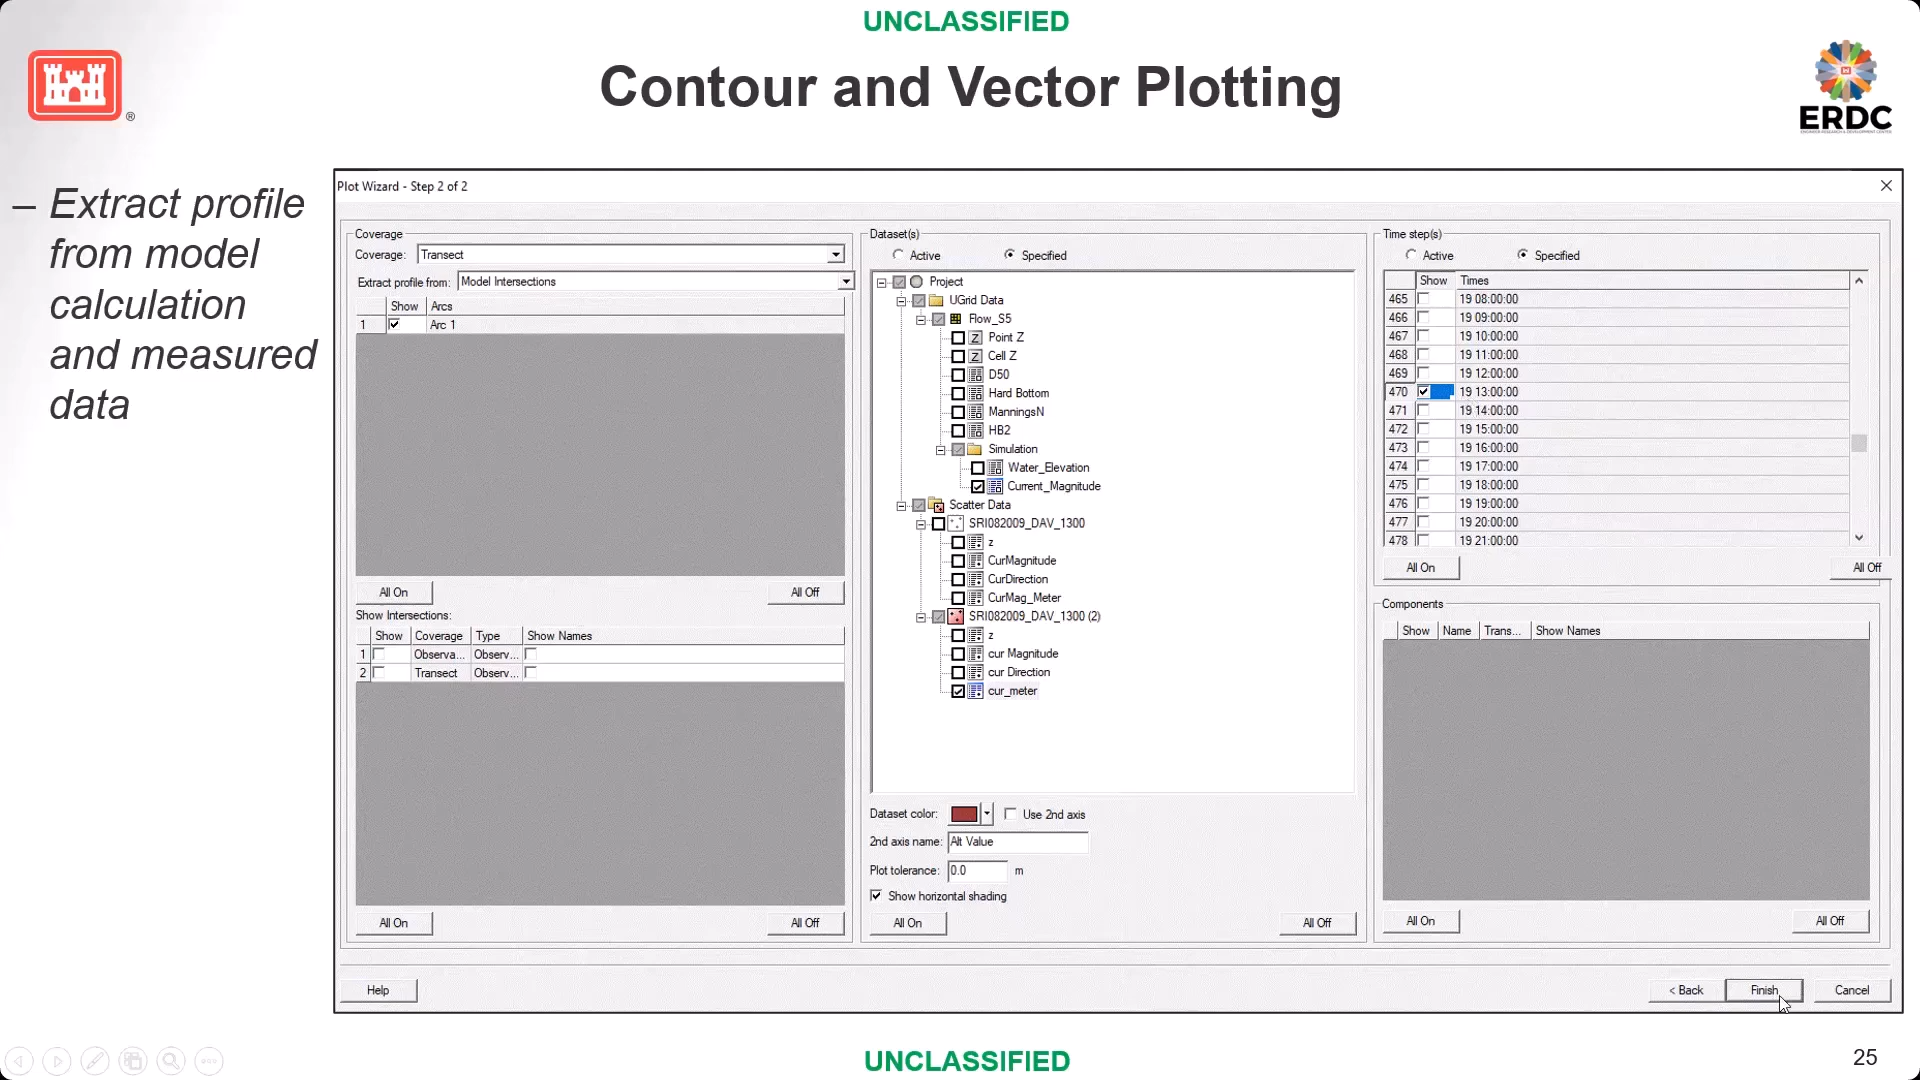 UNCLASSIFIED
Contour and Vector Plotting
®
ERDC
– Extract profile
from model
calculation
and measured
data
Plot Wizard - Step 2 of 2
Coverage
Coverage: Transect
Extract profile from: Model Intersections
Show Arcs
1 Arc 1
All On All Off
Show Intersections:
Show Coverage Type Show Names
1 Observa... Observ...
2 Transect Observ...
All On All Off
Dataset(s)
Active Specified
Project
UGrid Data
Flow_S5
Point Z
Cell Z
D50
Hard Bottom
ManningsN
HB2
Simulation
Water_Elevation
Current_Magnitude
Scatter Data
SRI082009_DAV_1300
z
CurMagnitude
CurDirection
CurMag_Meter
SRI082009_DAV_1300 (2)
z
cur Magnitude
cur Direction
cur_meter
Dataset color: Use 2nd axis
2nd axis name: Alt Value
Plot tolerance: 0.0 m
Show horizontal shading
All On All Off
Time step(s)
Active Specified
Show Times
465 19 08:00:00
466 19 09:00:00
467 19 10:00:00
468 19 11:00:00
469 19 12:00:00
470 19 13:00:00
471 19 14:00:00
472 19 15:00:00
473 19 16:00:00
474 19 17:00:00
475 19 18:00:00
476 19 19:00:00
477 19 20:00:00
478 19 21:00:00
All On All Off
Components
Show Name Trans... Show Names
All On All Off
Help < Back Finish Cancel
UNCLASSIFIED
25